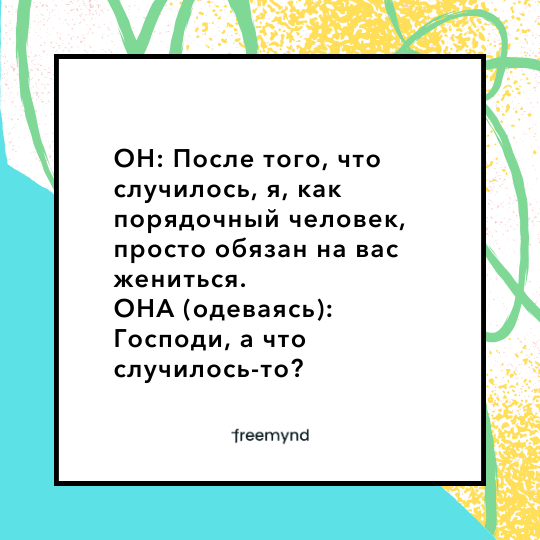 ОН: После того, что
случилось, я, как
порядочный человек,
просто обязан на вас
жениться.
ОНА (одеваясь):
Господи, а что
случилось-то?
freemynd